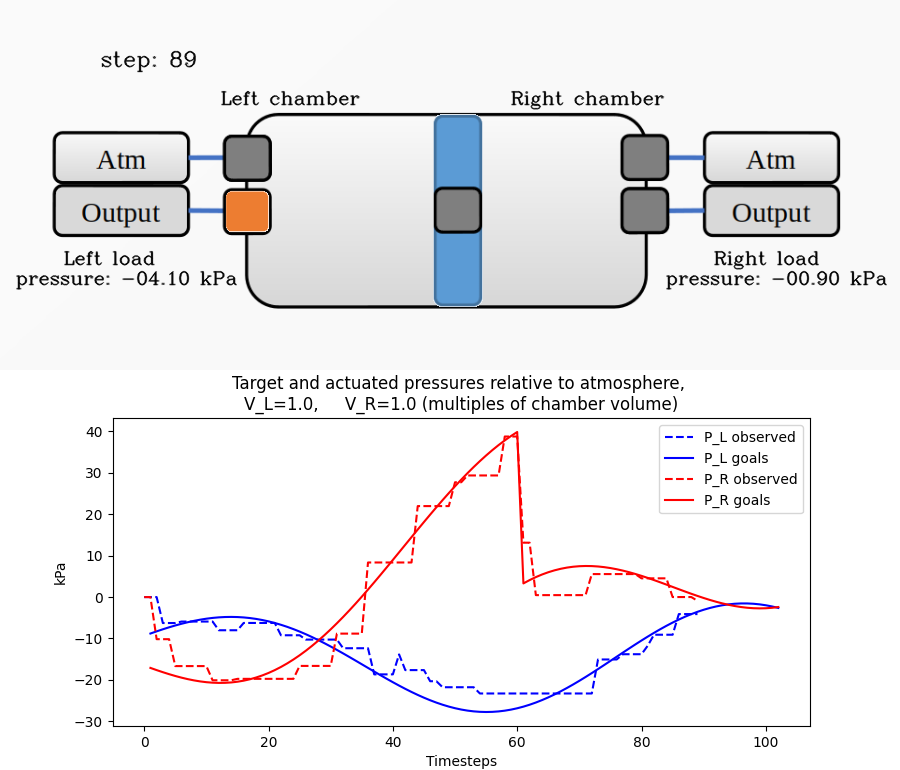 step: 89
Left chamber
Right chamber
Atm
Atm
Output
Output
Left load
pressure: -04.10 kPa
Right load
pressure: -00.90 kPa
Target and actuated pressures relative to atmosphere,
V_L=1.0, V_R=1.0 (multiples of chamber volume)
40
30
20
10
0
−10
−20
−30
kPa
P_L observed
P_L goals
P_R observed
P_R goals
0 20 40 60 80 100
Timesteps